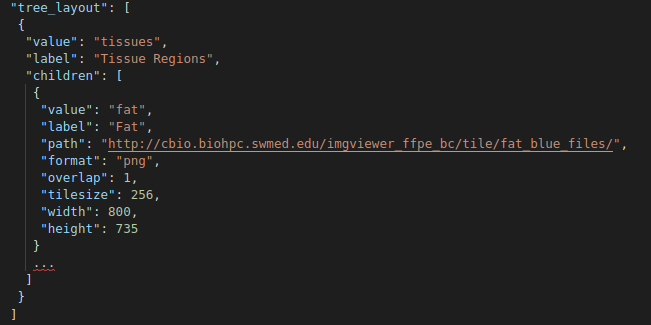 "tree_layout": [
{
"value": "tissues",
"label": "Tissue Regions",
"children": [
{
"value": "fat",
"label": "Fat",
"path": "http://cbio.biohpc.swmed.edu/imgviewer_ffpe_bc/tile/fat_blue_files/",
"format": "png",
"overlap": 1,
"tilesize": 256,
"width": 800,
"height": 735
}
...
]
}
]